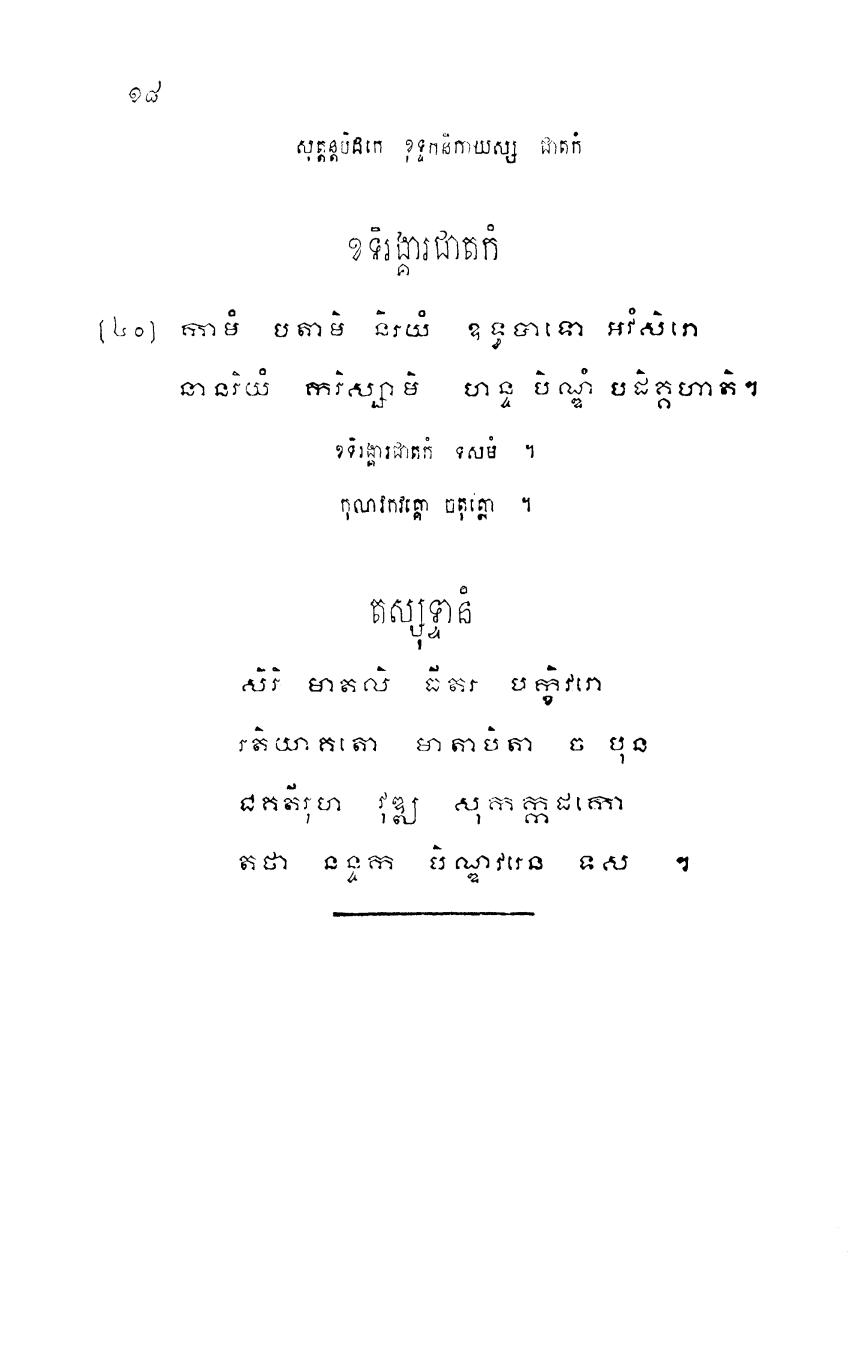 ១៨
សុត្តន្តបិដកេ ខុទ្ទកនិកាយស្ស ជាតកំ
ខទិរង្គារជាតកំ
(៤០) កាមំ បតាមិ និរយំ ឧទ្ធបាទោ អវំសិរោ
នានរិយំ ករិស្សាមិ ហន្ទ បិណ្ឌំ បដិគ្គហាតិ។
ខទិរង្គារជាតកំ ទសមំ ។
កុលាវកវគ្គោ ចតុត្ថោ ។
តស្សុទ្ទានំ
សិរិ មាតលិ ធីតរ បក្ខិវរោ
រតិយាគតោ មាតាបិតា ច បុន
ជគតីរុហ វុឌ្ឍ សុកក្កដកោ
តថា នន្ទក បិណ្ឌវរេន ទស ។